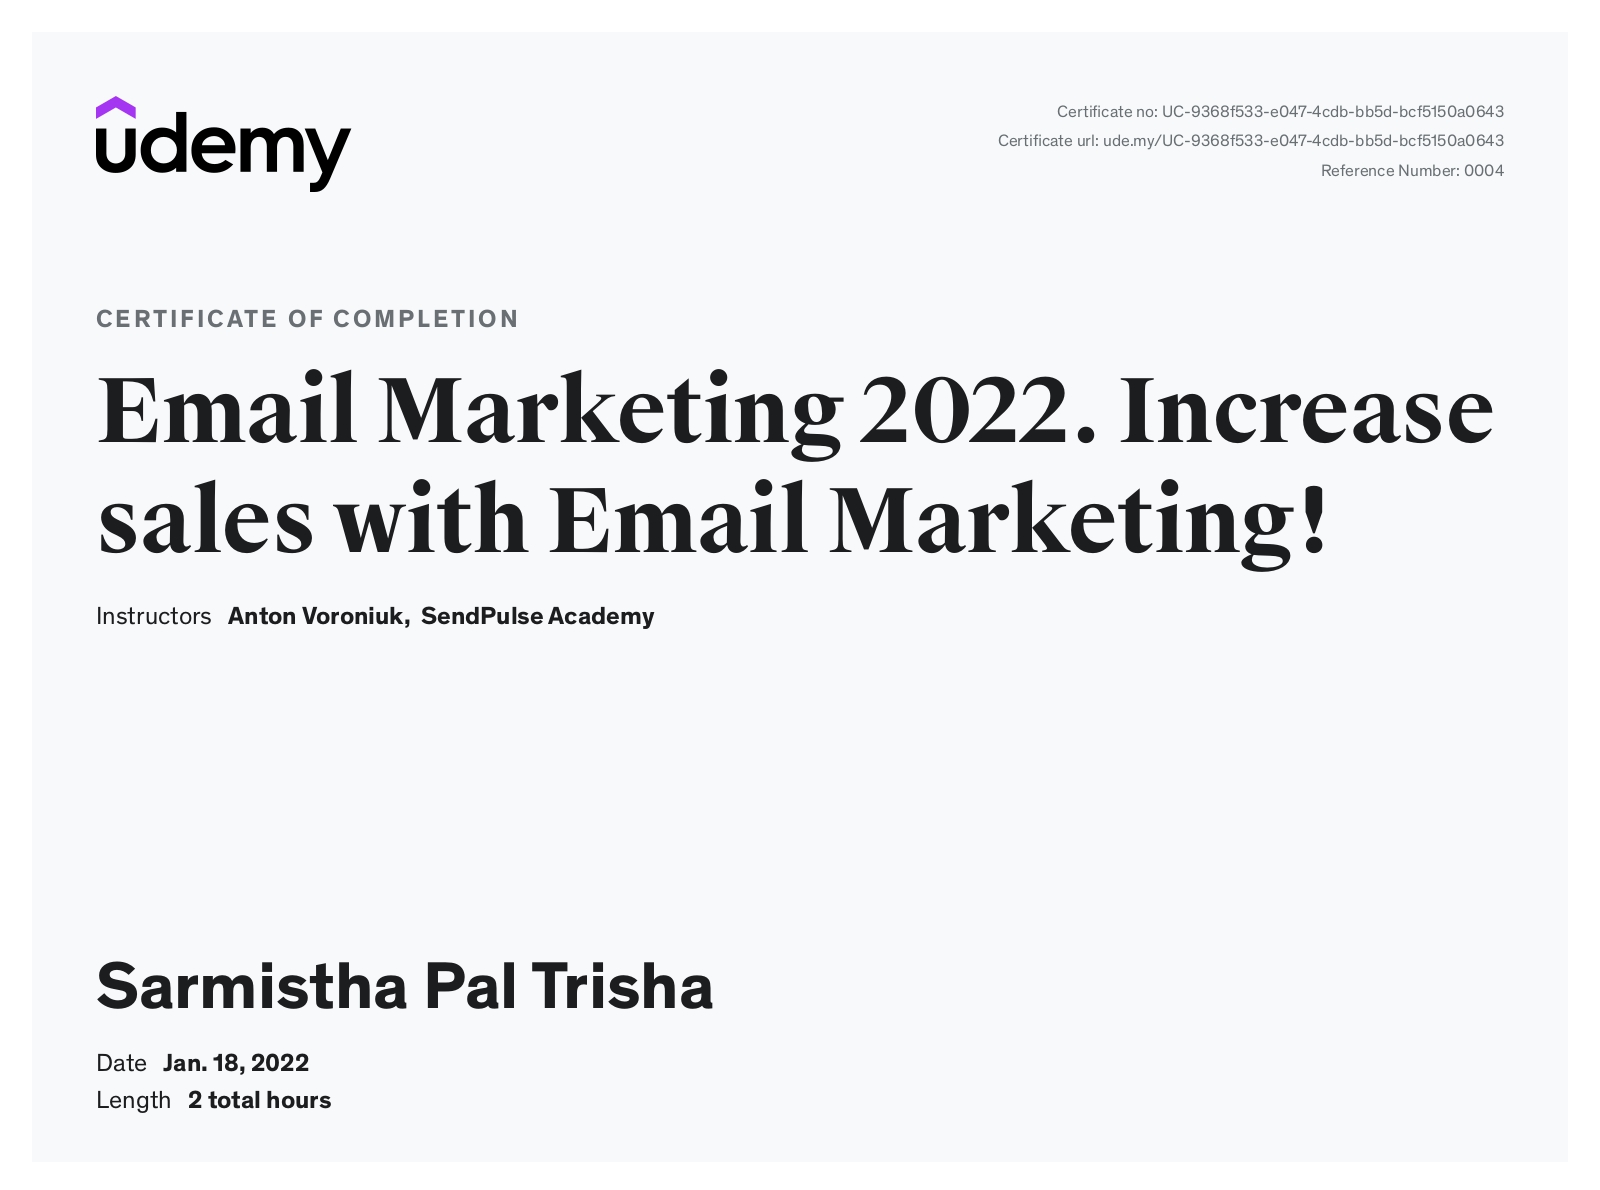 udemy
Certificate no: UC-9368f533-e047-4cdb-bb5d-bcf5150a0643
Certificate url: ude.my/UC-9368f533-e047-4cdb-bb5d-bcf5150a0643
Reference Number: 0004
CERTIFICATE OF COMPLETION
Email Marketing 2022. Increase
sales with Email Marketing!
Instructors Anton Voroniuk, SendPulse Academy
Sarmistha Pal Trisha
Date Jan. 18, 2022
Length 2 total hours